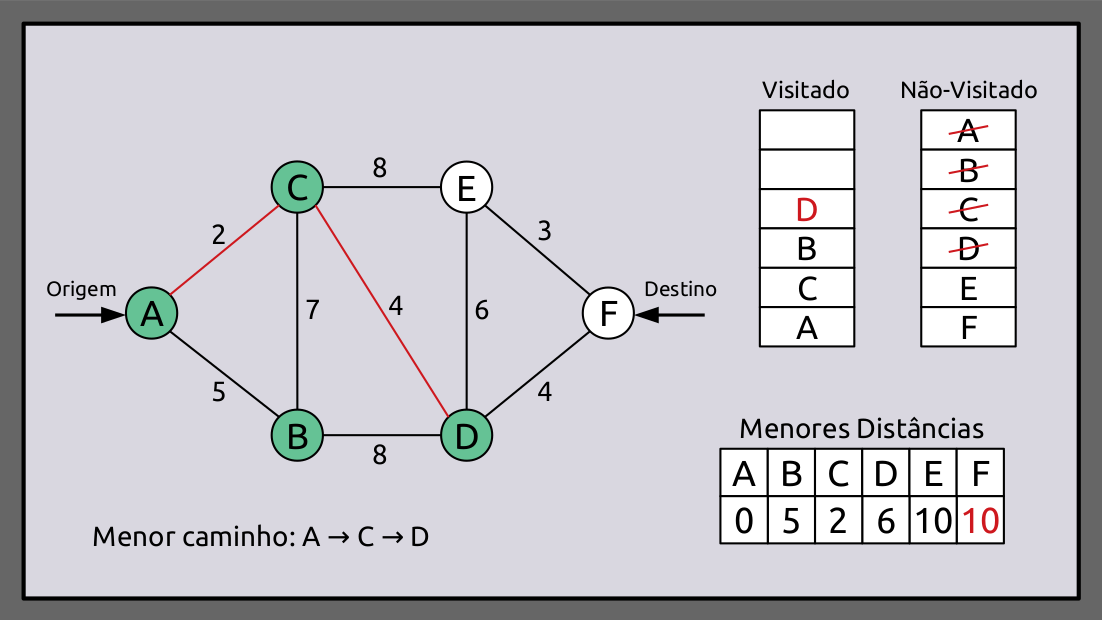 Visitado
Não-Visitado
A
B
D
C
B
D
C
E
A
F
8
C
E
2
3
Origem
A
7
4
6
F
Destino
5
4
B
D
8
Menores Distâncias
A B C D E F
0 5 2 6 10 10
Menor caminho: A → C → D